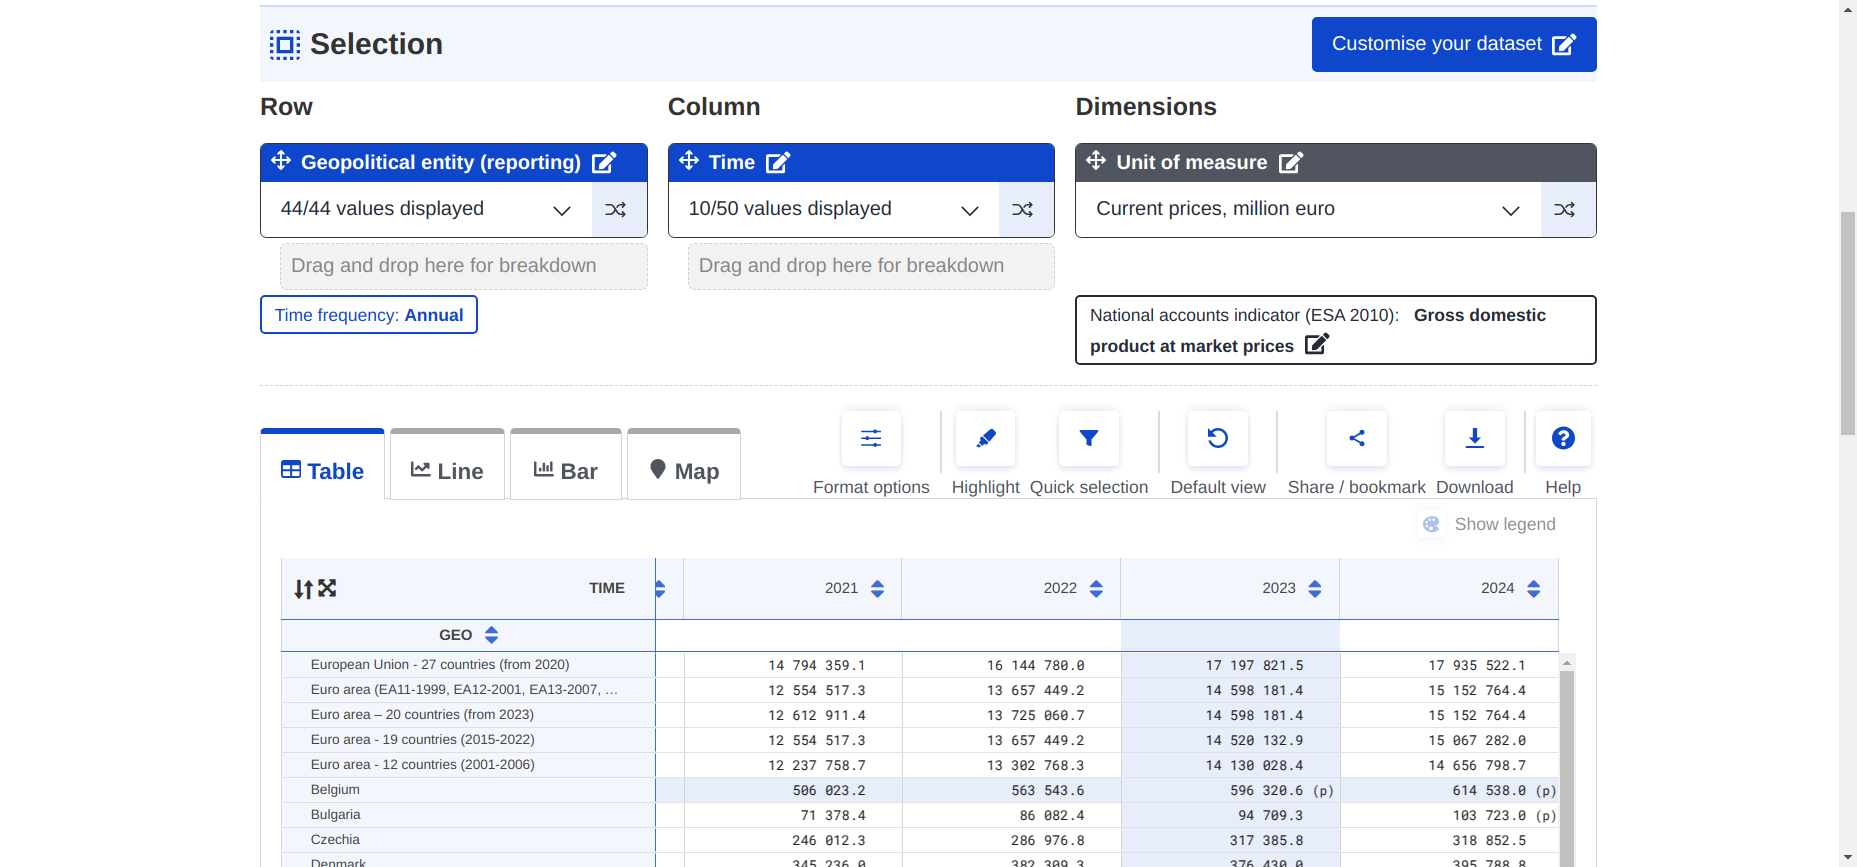 Selection
Customise your dataset
Row
Column
Dimensions
Geopolitical entity (reporting)
Time
Unit of measure
44/44 values displayed
10/50 values displayed
Current prices, million euro
Drag and drop here for breakdown
Drag and drop here for breakdown
Time frequency: Annual
National accounts indicator (ESA 2010): Gross domestic
product at market prices
Table
Line
Bar
Map
Format options
Highlight
Quick selection
Default view
Share / bookmark
Download
Help
Show legend
TIME 2021 2022 2023 2024
GEO
European Union - 27 countries (from 2020) 14 794 359.1 16 144 780.0 17 197 821.5 17 935 522.1
Euro area (EA11-1999, EA12-2001, EA13-2007, … 12 554 517.3 13 657 449.2 14 598 181.4 15 152 764.4
Euro area – 20 countries (from 2023) 12 612 911.4 13 725 060.7 14 598 181.4 15 152 764.4
Euro area - 19 countries (2015-2022) 12 554 517.3 13 657 449.2 14 520 132.9 15 067 282.0
Euro area - 12 countries (2001-2006) 12 237 758.7 13 302 768.3 14 130 028.4 14 656 798.7
Belgium 506 023.2 563 543.6 596 320.6 (p) 614 538.0 (p)
Bulgaria 71 378.4 86 082.4 94 709.3 103 723.0 (p)
Czechia 246 012.3 286 976.8 317 385.8 318 852.5
Denmark 345 236.0 382 309.3 376 430.0 395 788.8